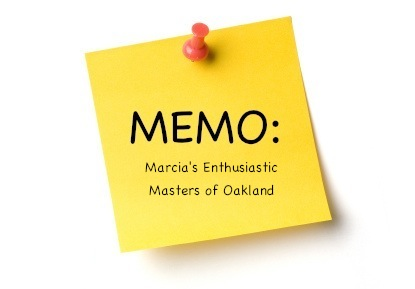 MEMO:
Marcia's Enthusiastic
Masters of Oakland